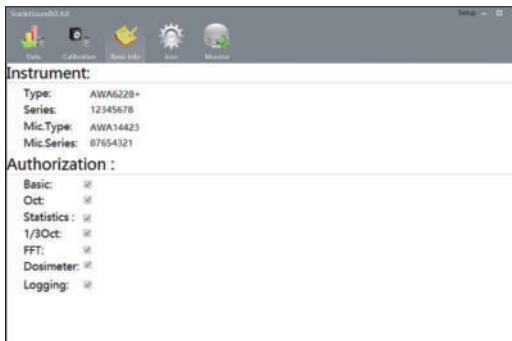 Setup
Data Calibration Basic Info Icon Monitor
Instrument:
Type: AWA6228+
Series: 12345678
Mic.Type: AWA14423
Mic.Series: 87654321
Authorization :
Basic:
Oct:
Statistics :
1/3Oct:
FFT:
Dosimeter:
Logging: